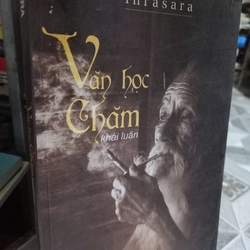 Inrasara
Văn học
Chăm
khái luận